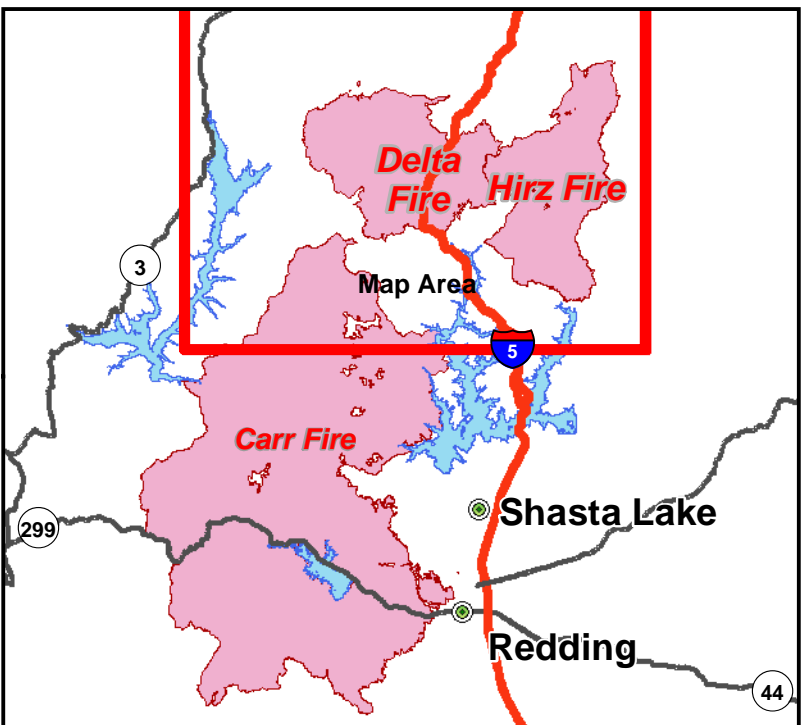 Delta
Fire
Hirz Fire
3
Map Area
5
Carr Fire
Shasta Lake
299
Redding
44